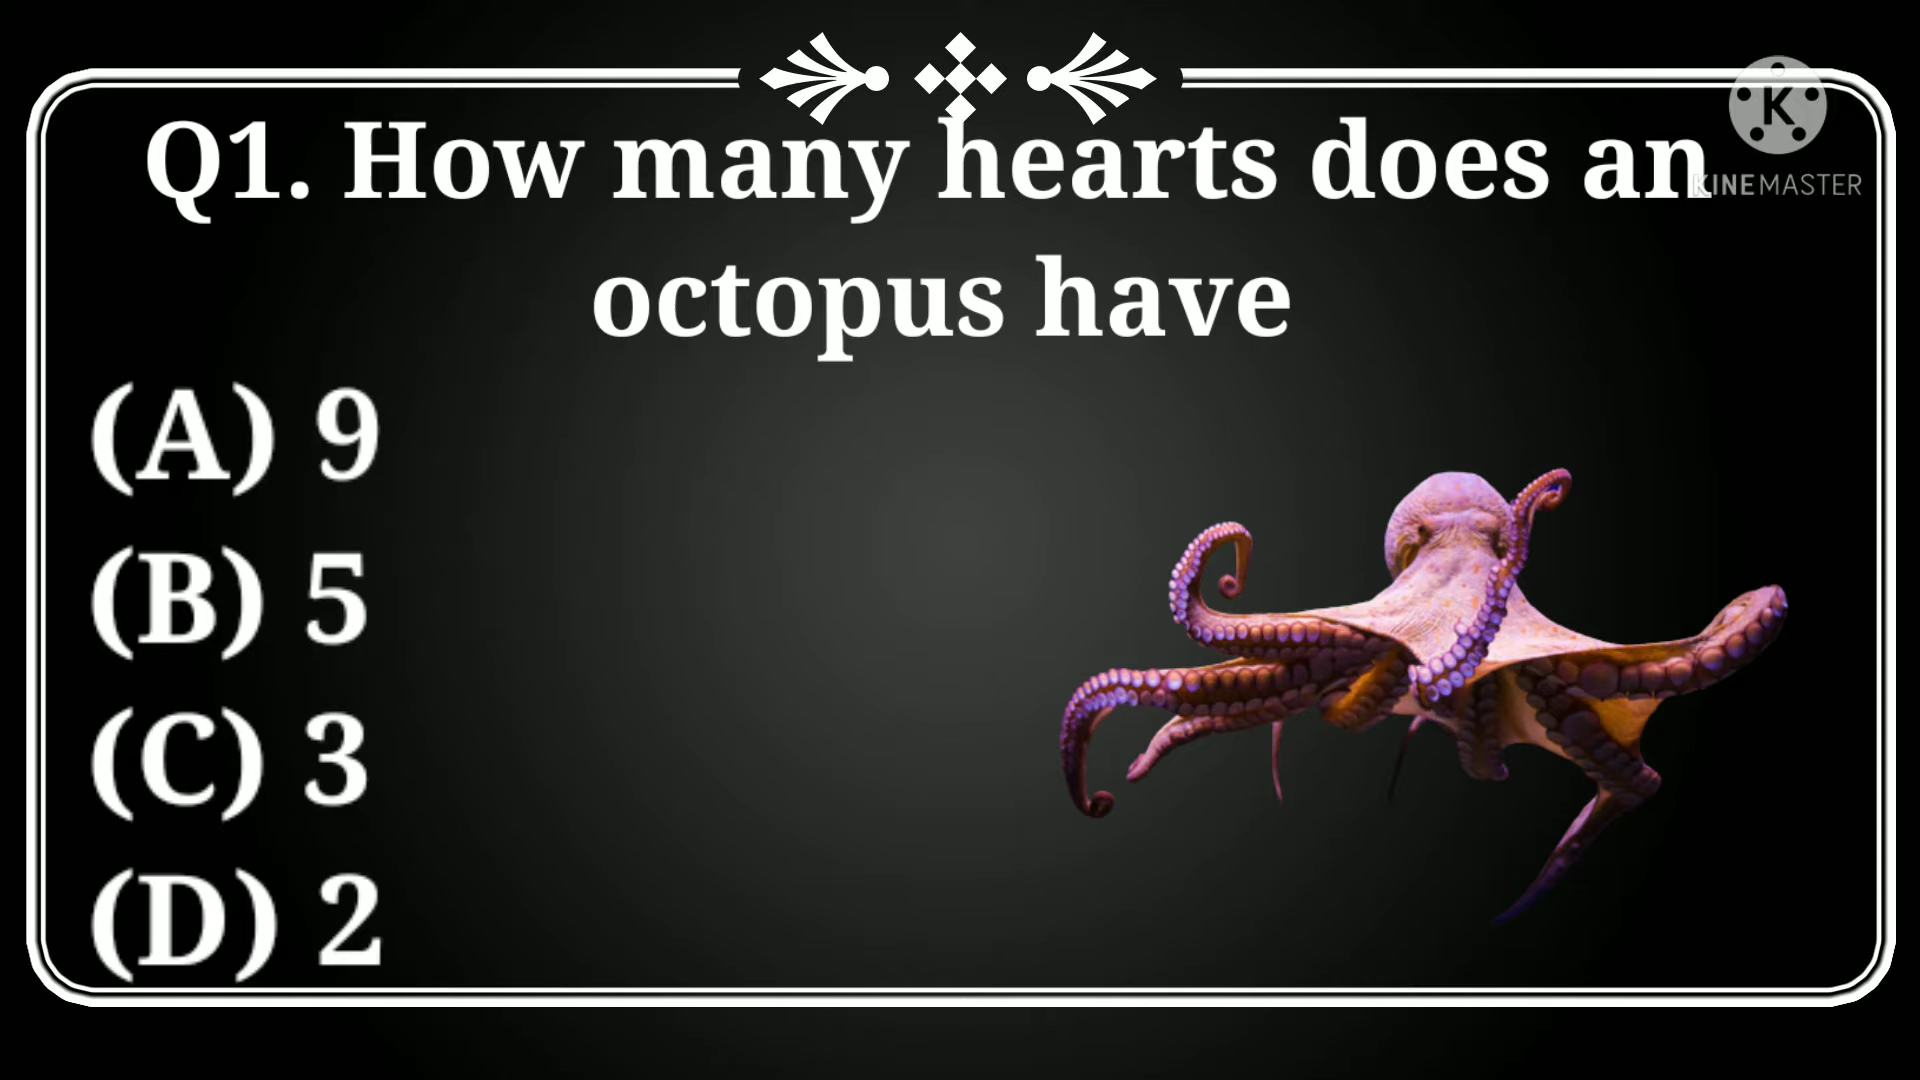 Q1. How many hearts does an
octopus have
(A) 9
(B) 5
(C) 3
(D) 2
K
KINEMASTER